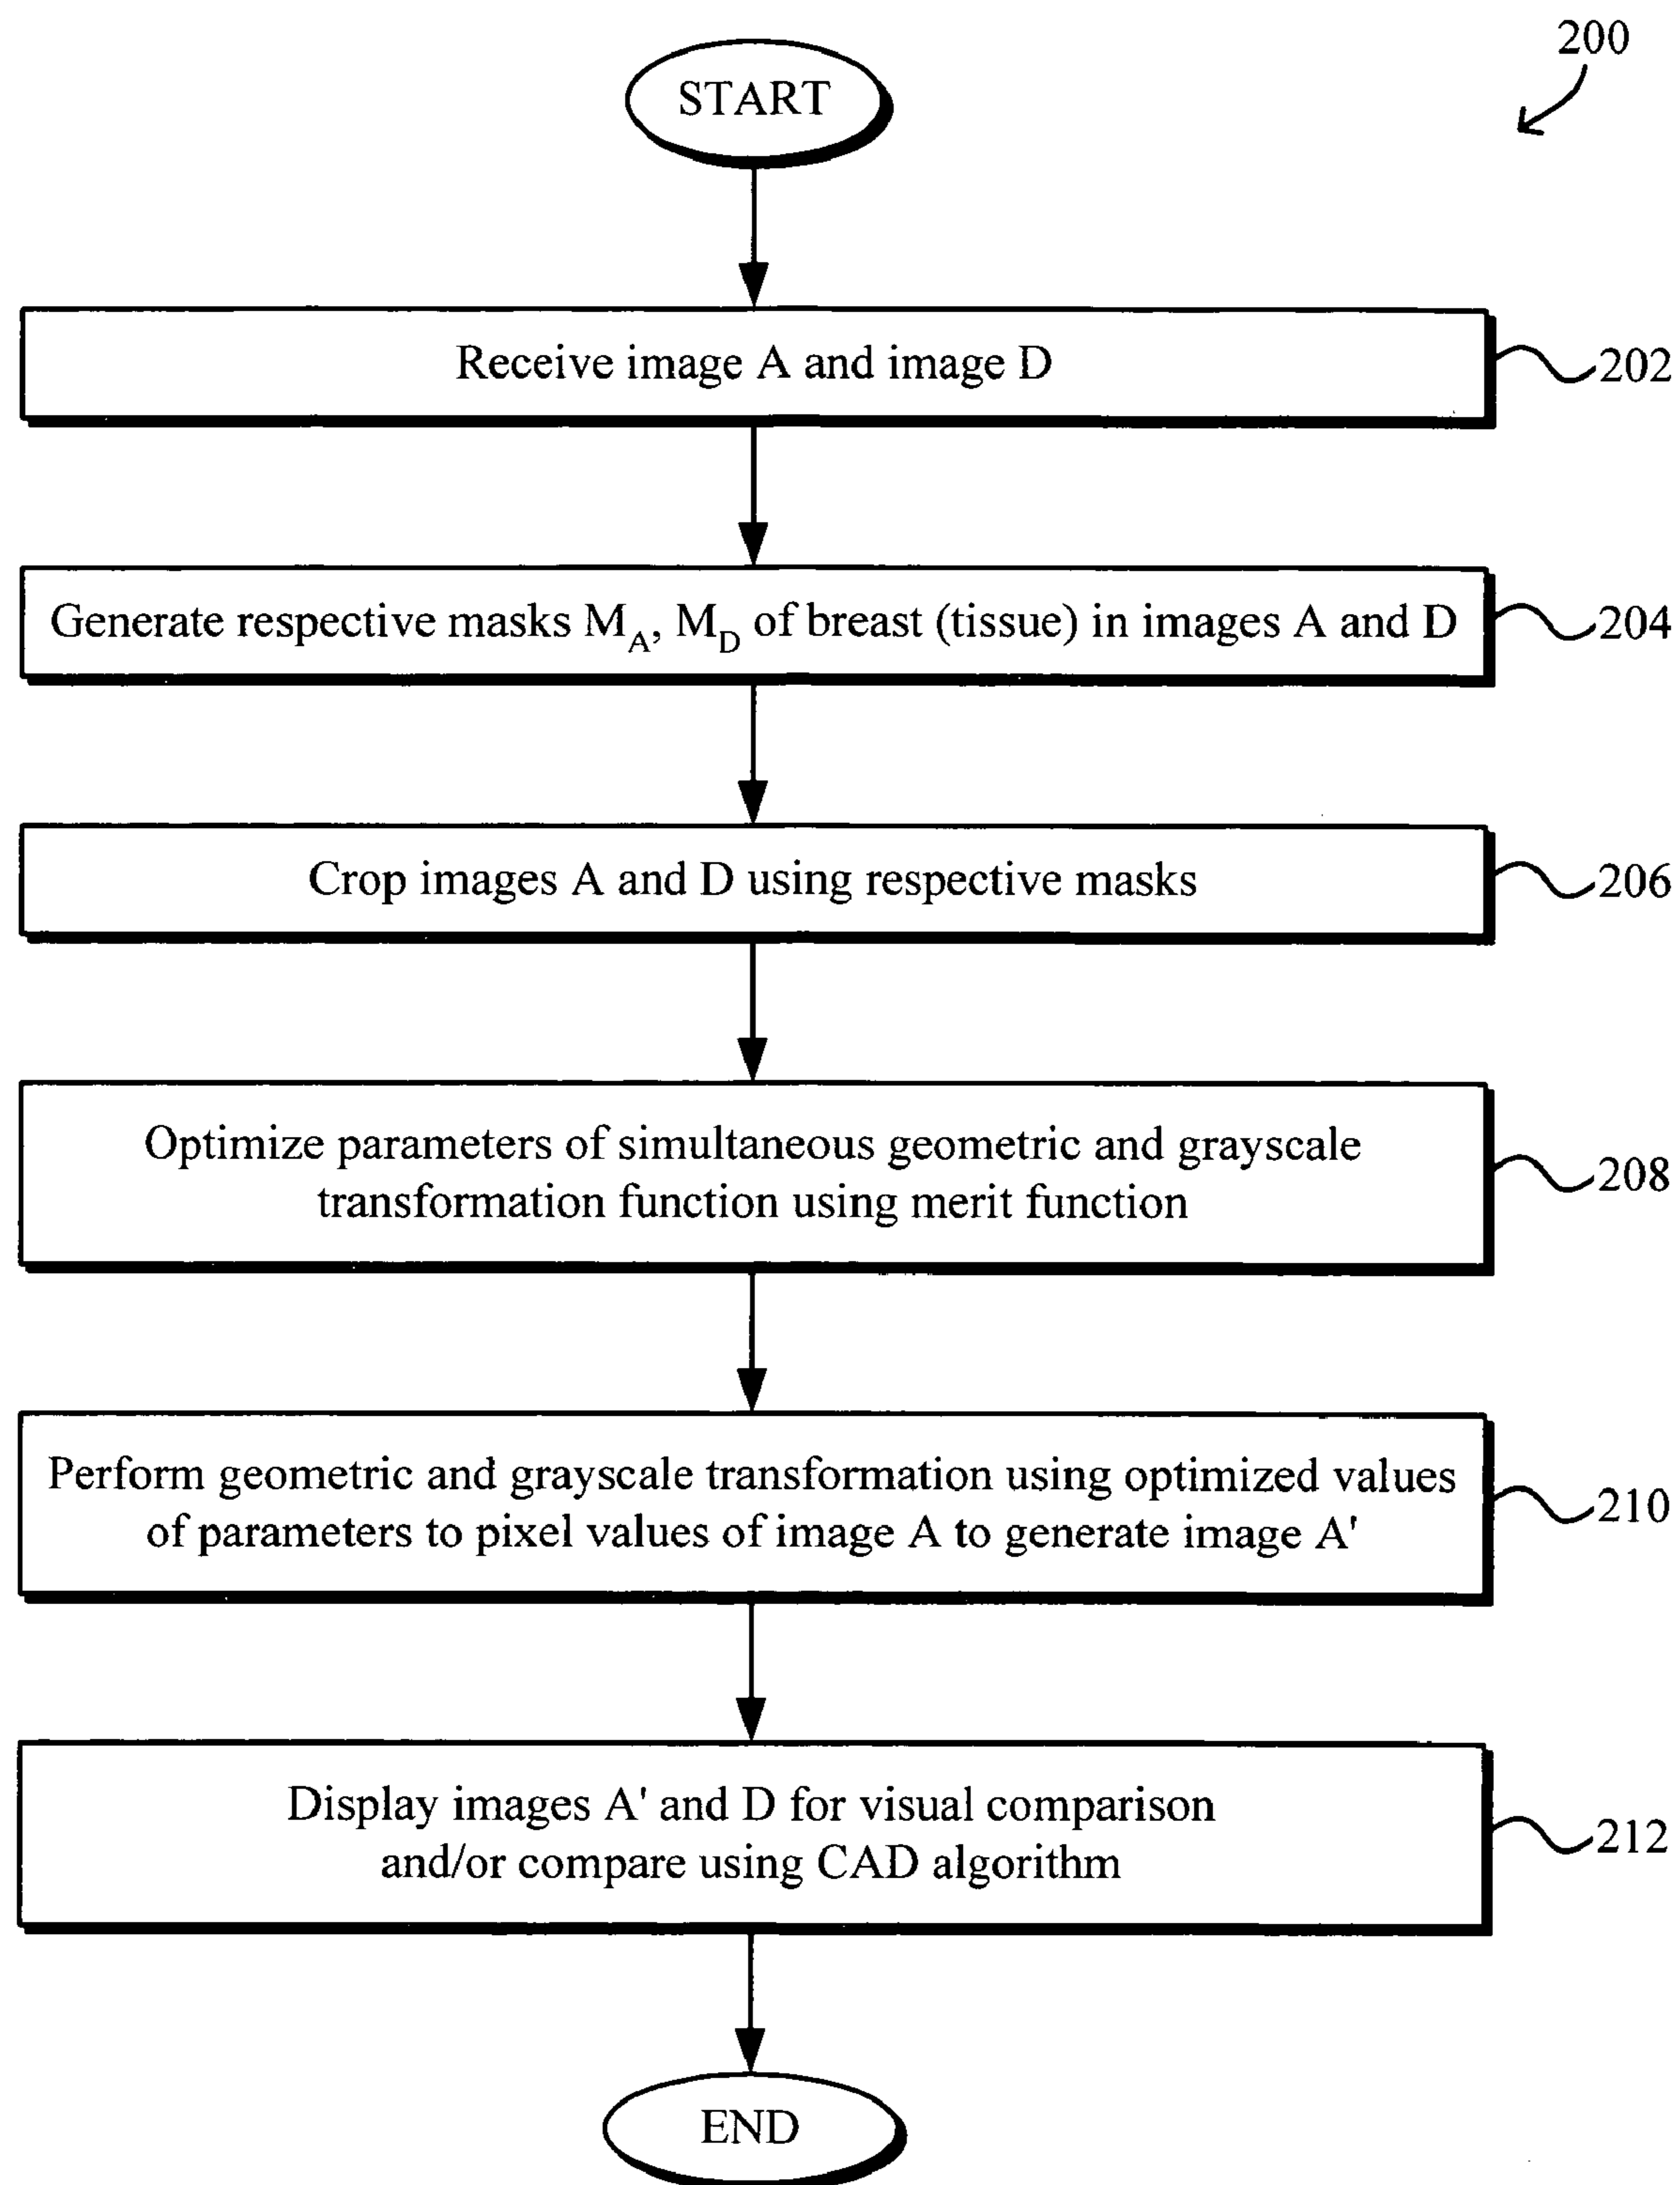 200
START
Receive image A and image D
202
Generate respective masks M_A, M_D of breast (tissue) in images A and D
204
Crop images A and D using respective masks
206
Optimize parameters of simultaneous geometric and grayscale
transformation function using merit function
208
Perform geometric and grayscale transformation using optimized values
of parameters to pixel values of image A to generate image A'
210
Display images A' and D for visual comparison
and/or compare using CAD algorithm
212
END